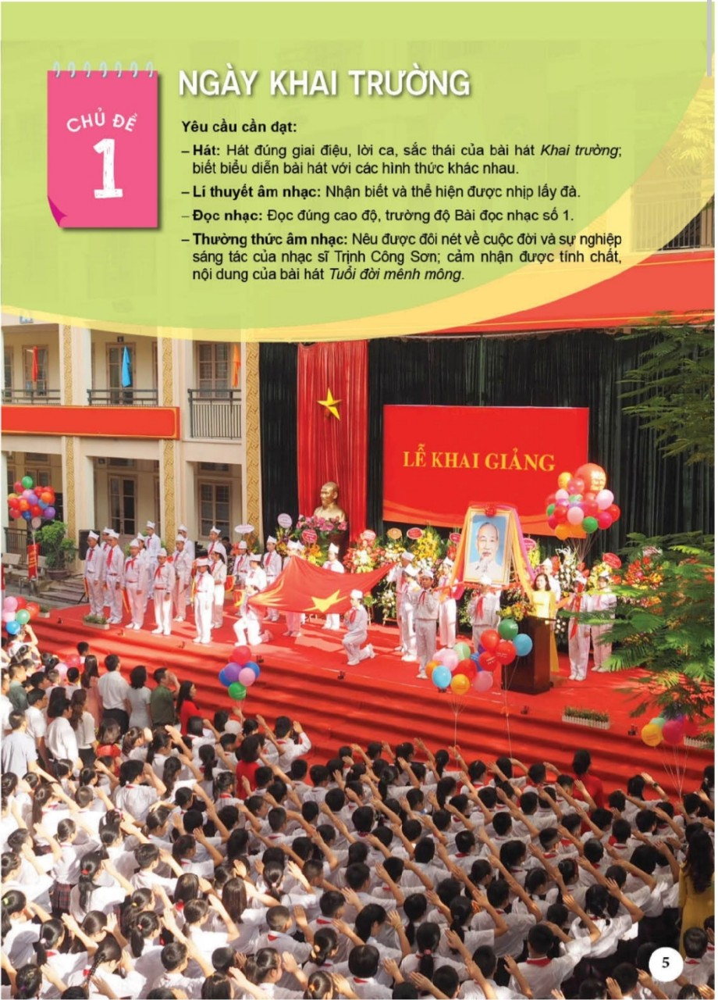 NGÀY KHAI TRƯỜNG
CHỦ ĐỀ
1
Yêu cầu cần đạt:
– Hát: Hát đúng giai điệu, lời ca, sắc thái của bài hát Khai trường;
biết biểu diễn bài hát với các hình thức khác nhau.
– Lí thuyết âm nhạc: Nhận biết và thể hiện được nhịp lấy đà.
– Đọc nhạc: Đọc đúng cao độ, trường độ Bài đọc nhạc số 1.
– Thường thức âm nhạc: Nêu được đôi nét về cuộc đời và sự nghiệp
sáng tác của nhạc sĩ Trịnh Công Sơn; cảm nhận được tính chất,
nội dung của bài hát Tuổi đời mênh mông.
LỄ KHAI GIẢNG
5